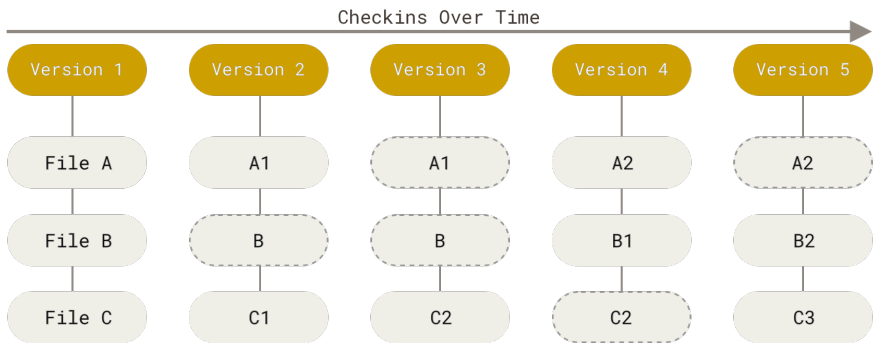 Checkins Over Time
Version 1 Version 2 Version 3 Version 4 Version 5
File A A1 A1 A2 A2
File B B B B1 B2
File C C1 C2 C2 C3